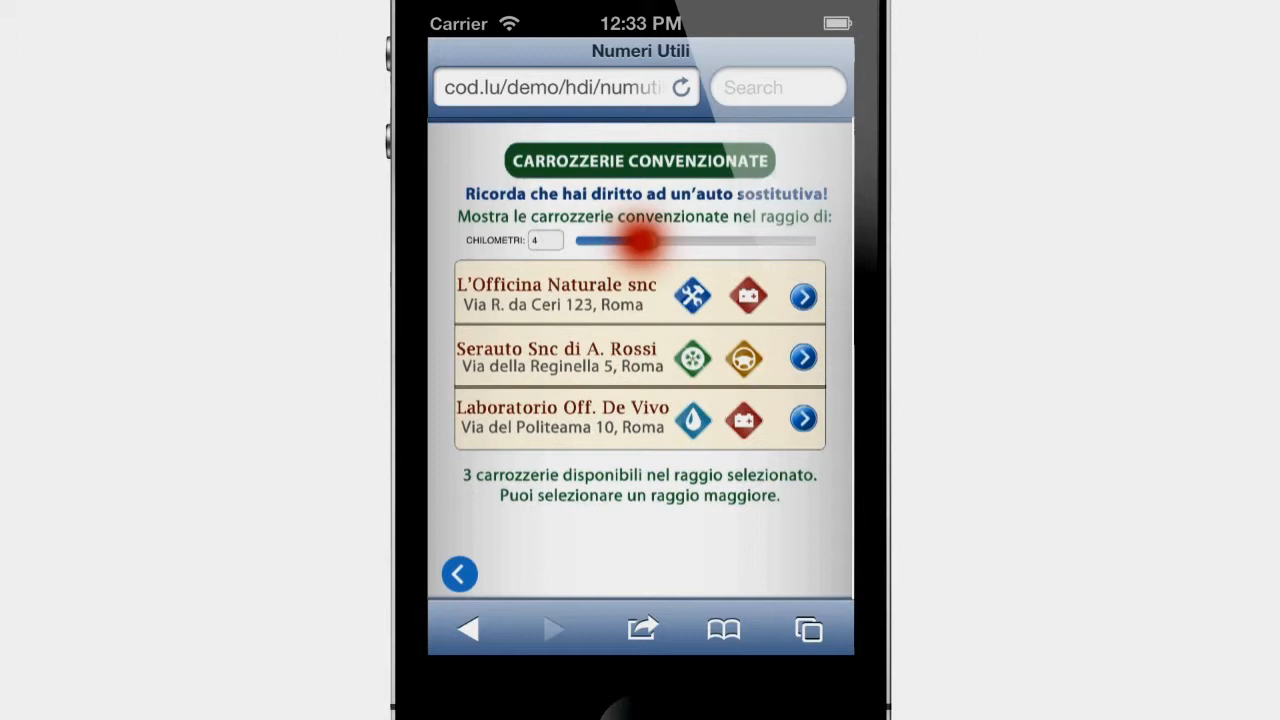 Carrier 12:33 PM
Numeri Utili
cod.lu/demo/hdi/numuti Search
CARROZZERIE CONVENZIONATE
Ricorda che hai diritto ad un'auto sostitutiva!
Mostra le carrozzerie convenzionate nel raggio di:
CHILOMETRI: 4
L'Officina Naturale snc
Via R. da Ceri 123, Roma
Serauto Snc di A. Rossi
Via della Reginella 5, Roma
Laboratorio Off. De Vivo
Via del Politeama 10, Roma
3 carrozzerie disponibili nel raggio selezionato.
Puoi selezionare un raggio maggiore.